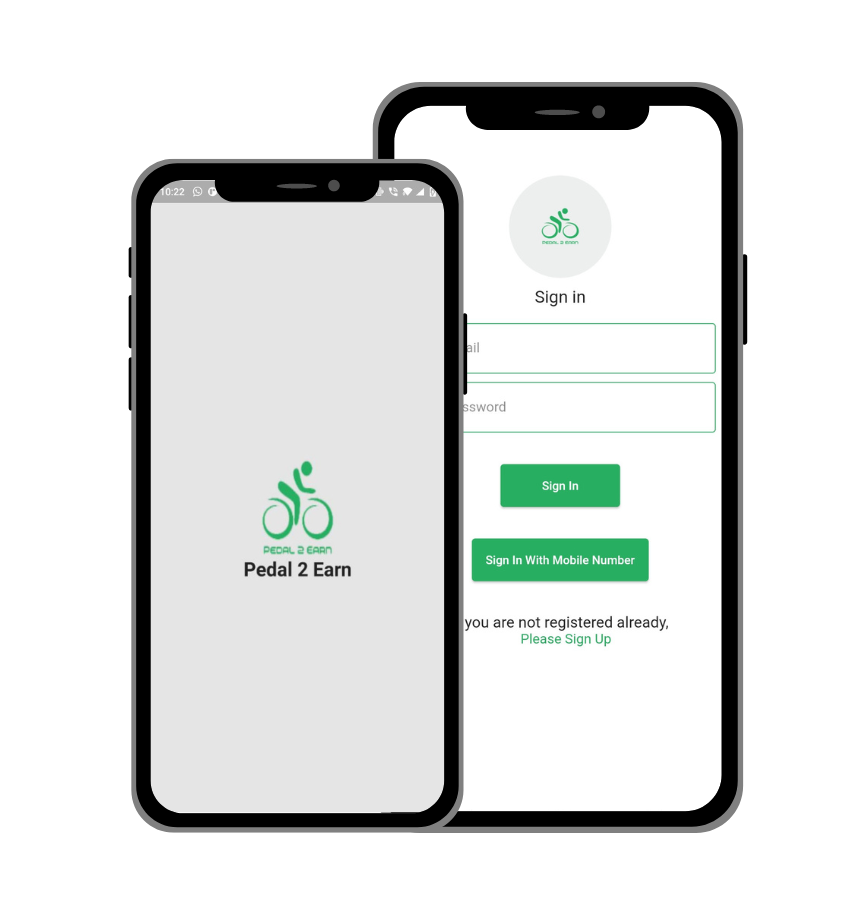 10:22
PEDAL 2 EARN
Pedal 2 Earn
PEDAL 2 EARN
Sign in
ail
ssword
Sign In
Sign In With Mobile Number
you are not registered already,
Please Sign Up